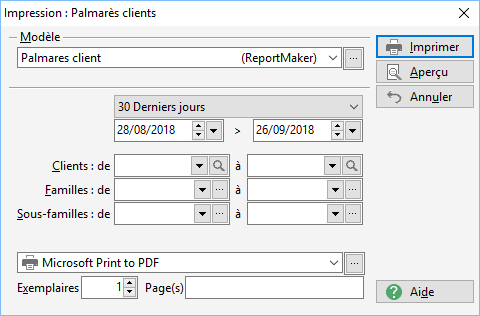 Impression : Palmarès clients
Modèle
Palmares client (ReportMaker)
Imprimer
Aperçu
Annuler
30 Derniers jours
28/08/2018 > 26/09/2018
Clients : de à
Familles : de à
Sous-familles : de à
Microsoft Print to PDF
Exemplaires 1 Page(s)
Aide